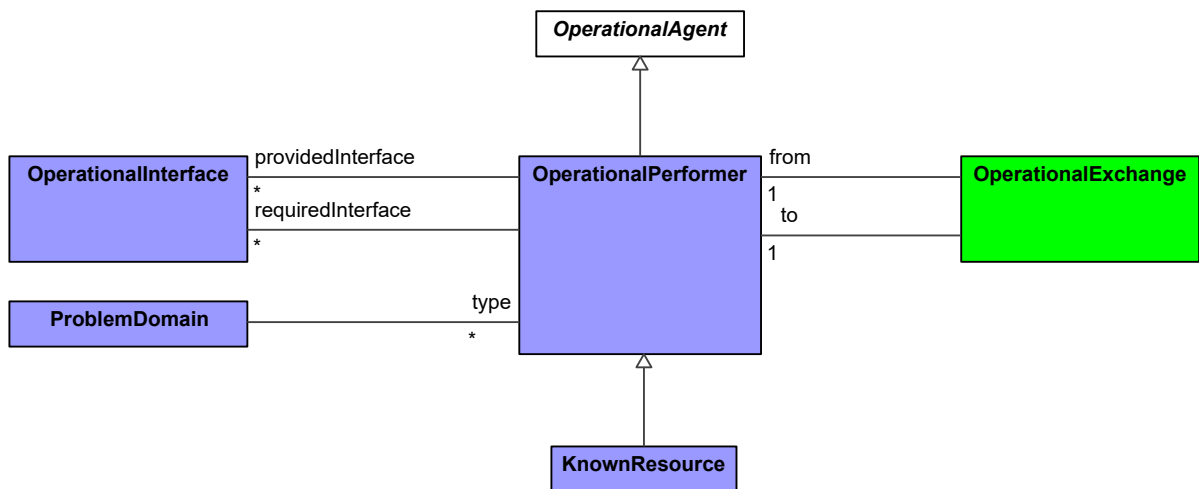 OperationalAgent
OperationalInterface
providedInterface
*
requiredInterface
*
OperationalPerformer
from
1
to
1
OperationalExchange
ProblemDomain
type
*
KnownResource